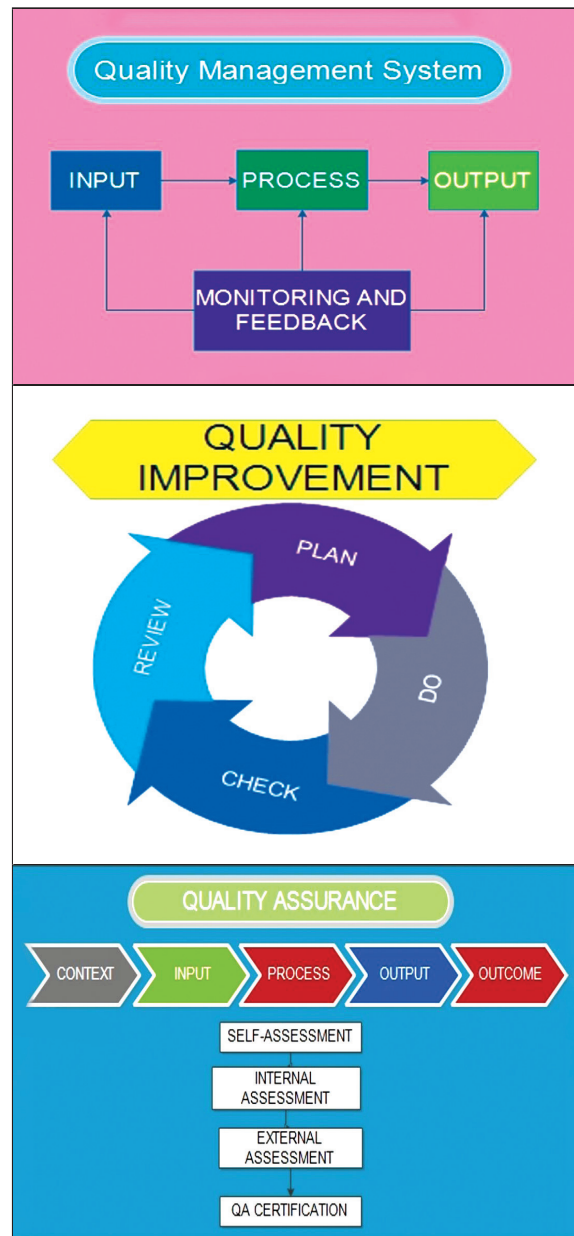 Quality Management System
INPUT
PROCESS
OUTPUT
MONITORING AND
FEEDBACK
QUALITY
IMPROVEMENT
PLAN
DO
CHECK
REVIEW
QUALITY ASSURANCE
CONTEXT
INPUT
PROCESS
OUTPUT
OUTCOME
SELF-ASSESSMENT
INTERNAL
ASSESSMENT
EXTERNAL
ASSESSMENT
QA CERTIFICATION